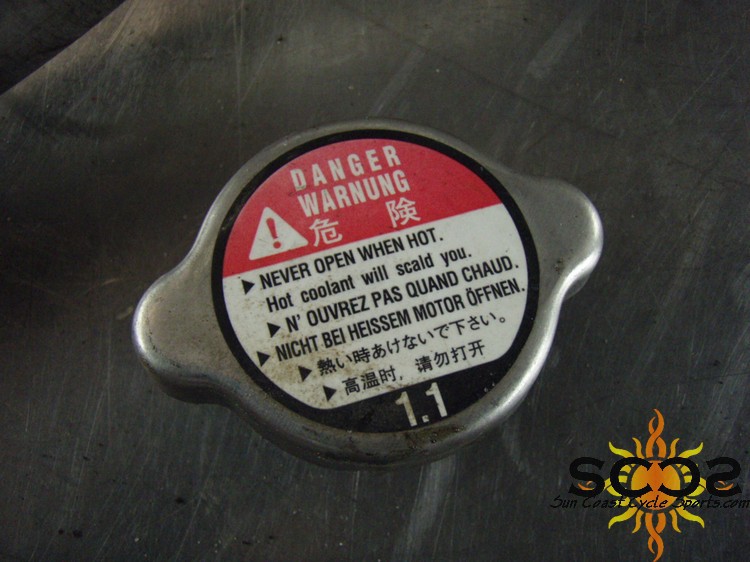 DANGER
WARNUNG
危険
▶ NEVER OPEN WHEN HOT.
Hot coolant will scald you.
▶ N' OUVREZ PAS QUAND CHAUD.
▶ NICHT BEI HEISSEM MOTOR ÖFFNEN.
▶ 熱い時あけないで下さい。
▶ 高温时，请勿打开
1.1
SCCS
Sun Coast Cycle Sports.com